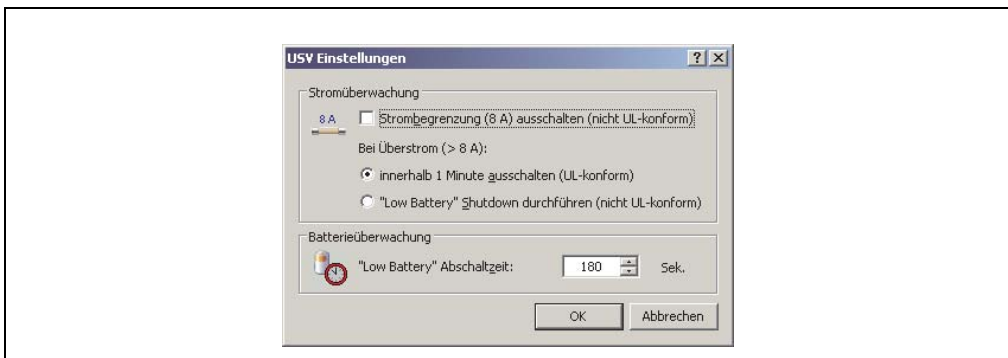 USV Einstellungen
Stromüberwachung
8 A
Strombegrenzung (8 A) ausschalten (nicht UL-konform)
Bei Überstrom (> 8 A):
innerhalb 1 Minute ausschalten (UL-konform)
"Low Battery" Shutdown durchführen (nicht UL-konform)
Batterieüberwachung
"Low Battery" Abschaltzeit: 180 Sek.
OK Abbrechen